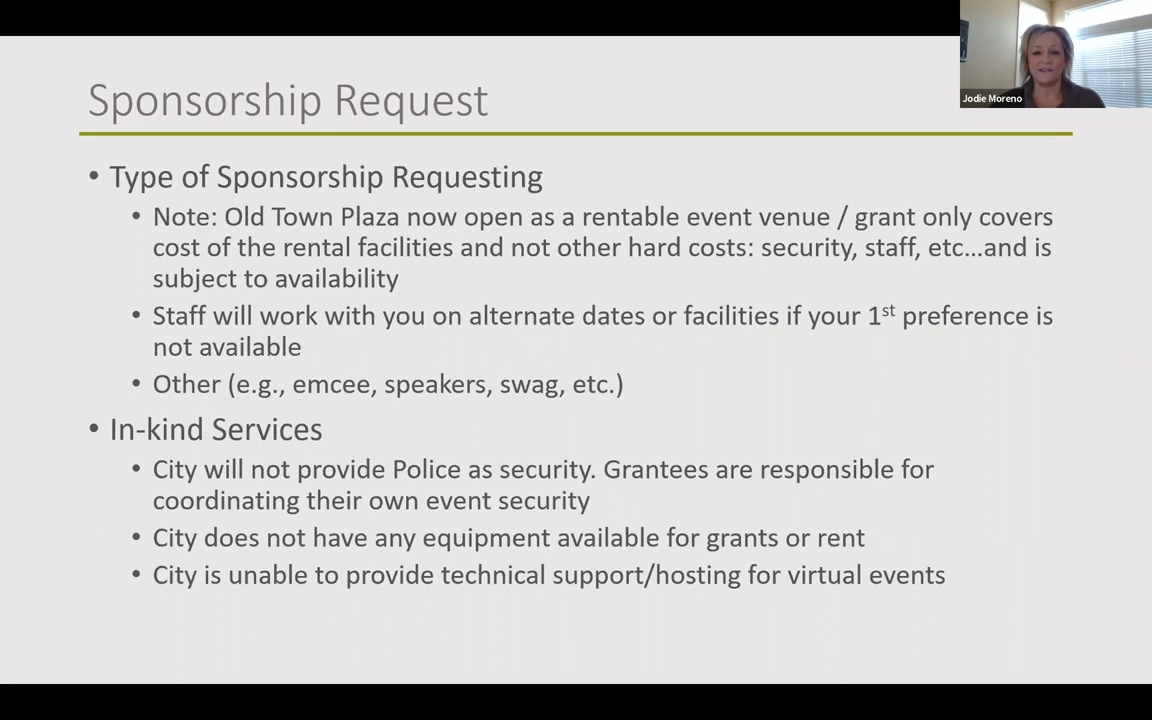 Sponsorship Request
Jodie Moreno
• Type of Sponsorship Requesting
• Note: Old Town Plaza now open as a rentable event venue / grant only covers
cost of the rental facilities and not other hard costs: security, staff, etc…and is
subject to availability
• Staff will work with you on alternate dates or facilities if your 1st preference is
not available
• Other (e.g., emcee, speakers, swag, etc.)
• In-kind Services
• City will not provide Police as security. Grantees are responsible for
coordinating their own event security
• City does not have any equipment available for grants or rent
• City is unable to provide technical support/hosting for virtual events